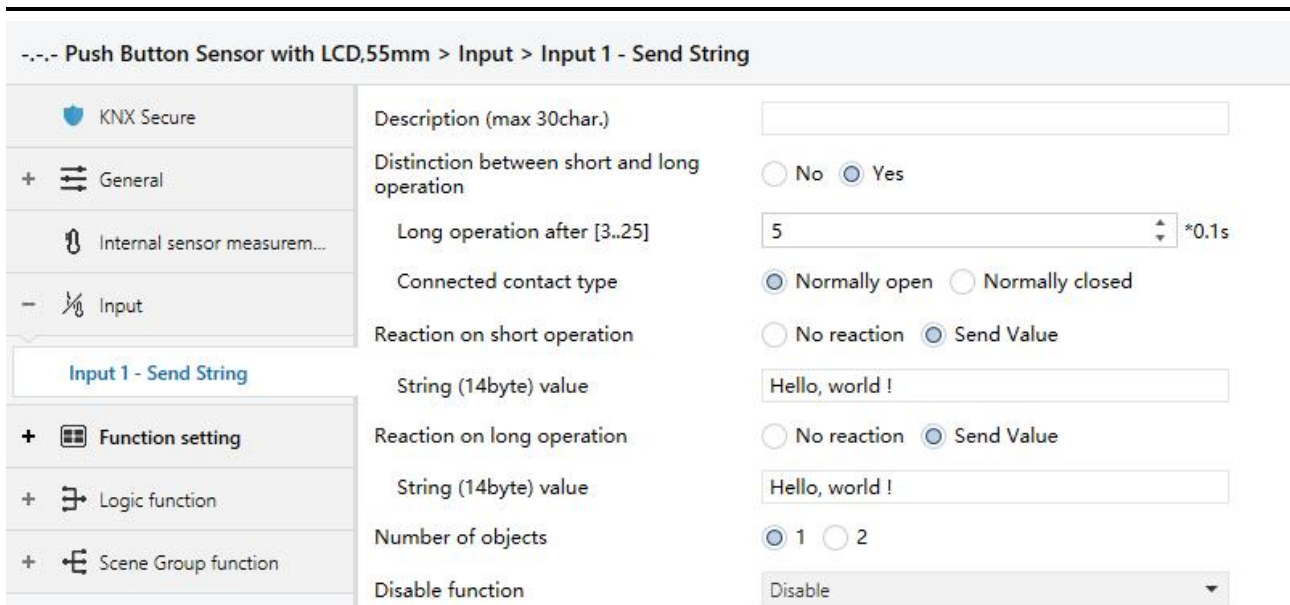 -.-.- Push Button Sensor with LCD,55mm > Input > Input 1 - Send String
KNX Secure
+ General
Internal sensor measurem...
− Input
Input 1 - Send String
+ Function setting
+ Logic function
+ Scene Group function
Description (max 30char.)
Distinction between short and long
operation
No Yes
Long operation after [3..25] 5 *0.1s
Connected contact type Normally open Normally closed
Reaction on short operation No reaction Send Value
String (14byte) value Hello, world !
Reaction on long operation No reaction Send Value
String (14byte) value Hello, world !
Number of objects 1 2
Disable function Disable